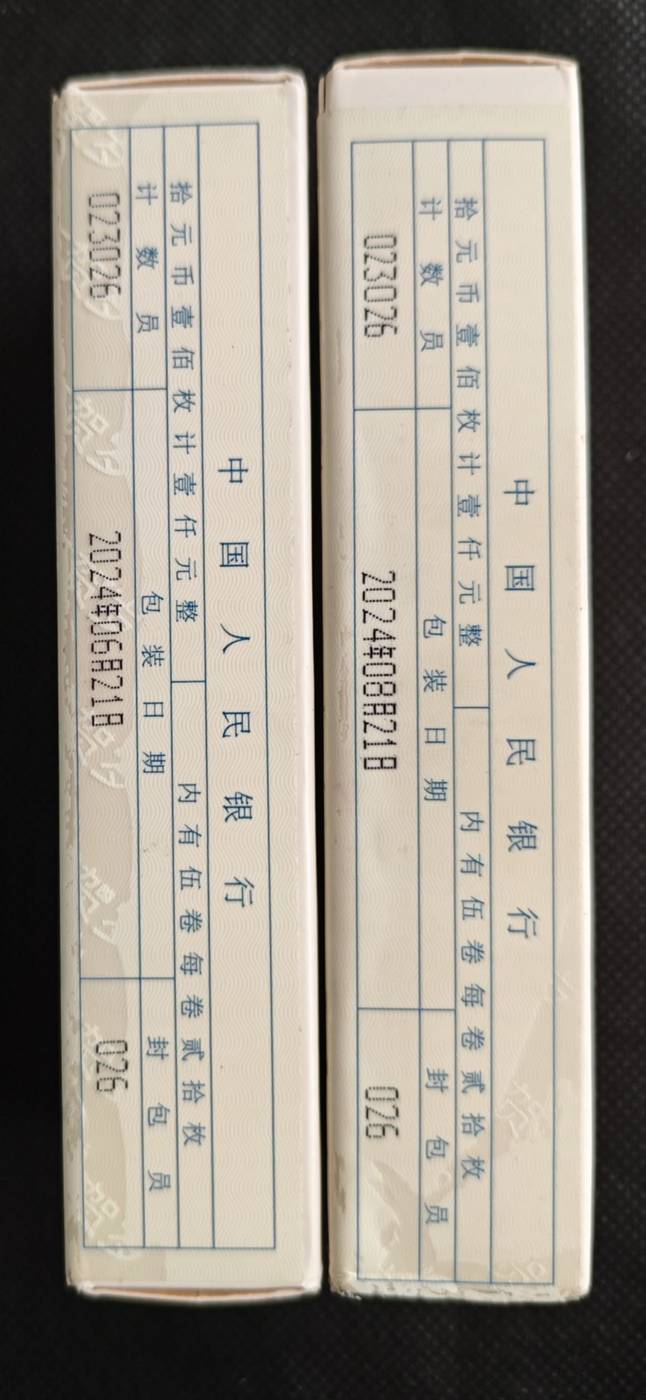 中国人民银行
拾元币壹佰枚计壹仟元整 内有伍卷每卷贰拾枚
计数员 包装日期 封包员
023026 2024年06月21日 026
中国人民银行
拾元币壹佰枚计壹仟元整 内有伍卷每卷贰拾枚
计数员 包装日期 封包员
023026 2024年08月21日 026